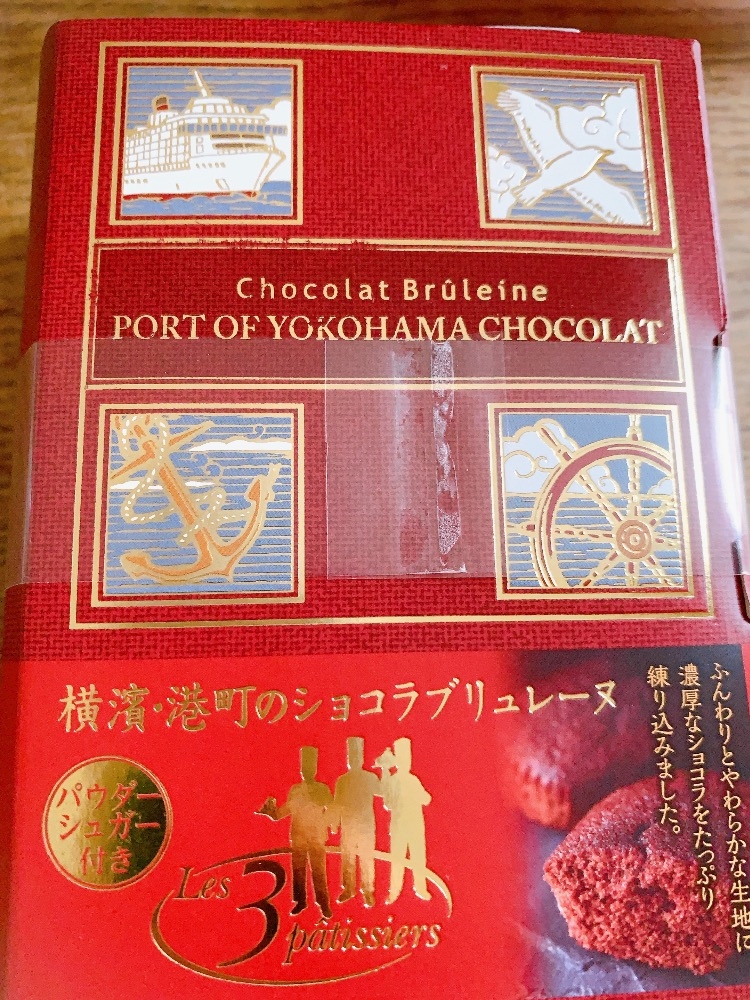 Chocolat Brûleine
PORT OF YOKOHAMA CHOCOLAT
横濱・港町のショコラブリュレーヌ
ふんわりとやわらかな生地に
濃厚なショコラをたっぷり
練り込みました。
パウダー
シュガー
付き
Les 3 pâtissiers